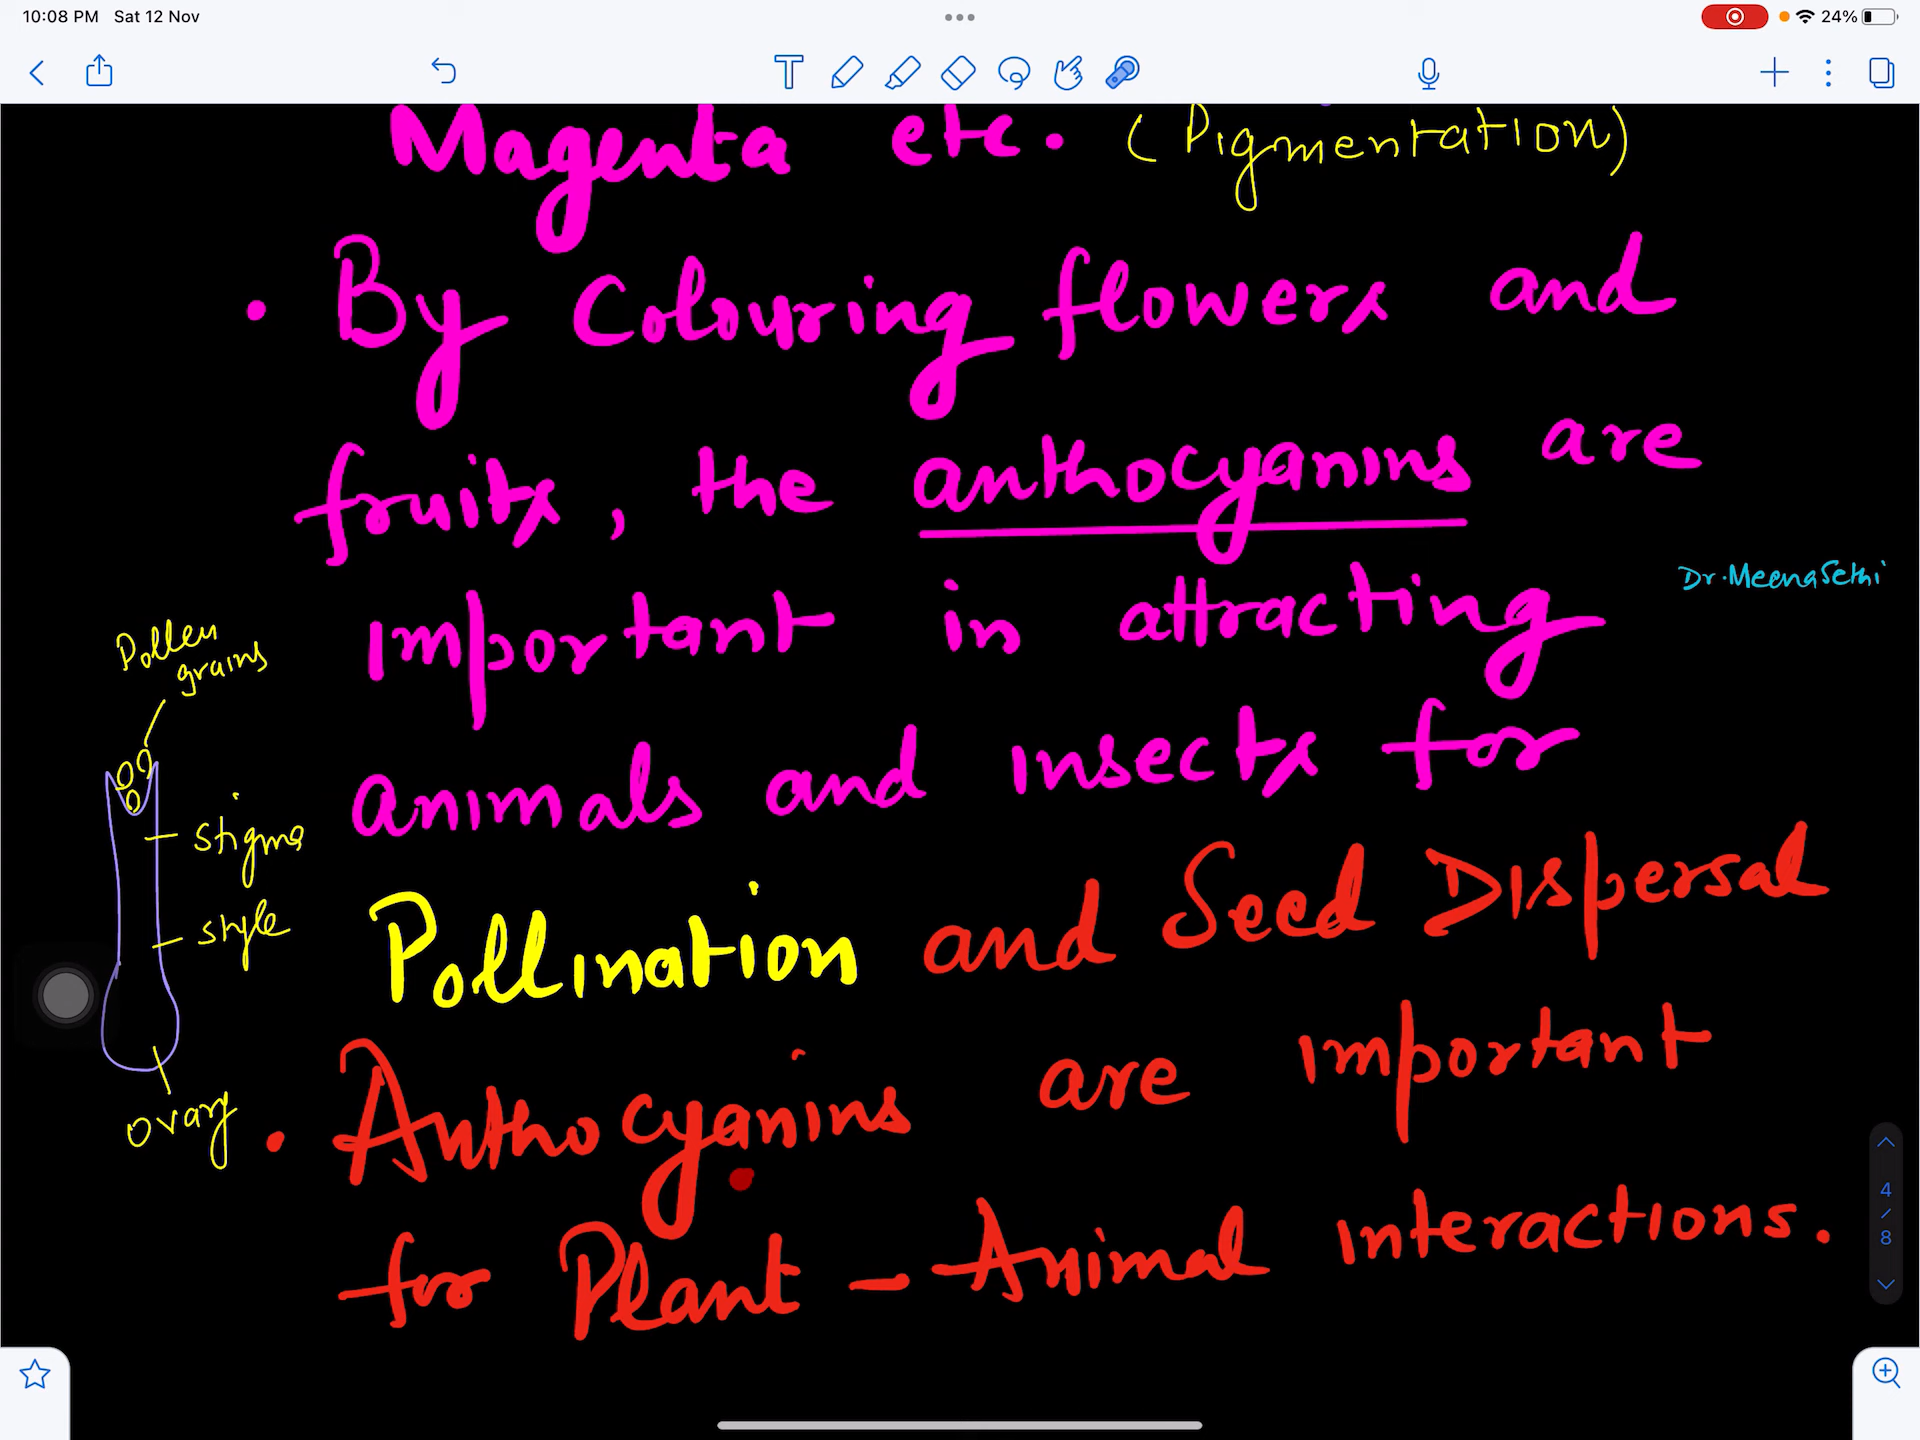 10:08 PM Sat 12 Nov
24%
Magenta etc. (Pigmentation)
• By Colouring flowers and
fruits, the anthocyanins are
Dr. Meena Sethi
important in attracting
Pollen
grains
animals and insects for
stigma
Pollination and Seed Dispersal
style
• Anthocyanins are important
ovary
for Plant - Animal interactions.
4
/
8